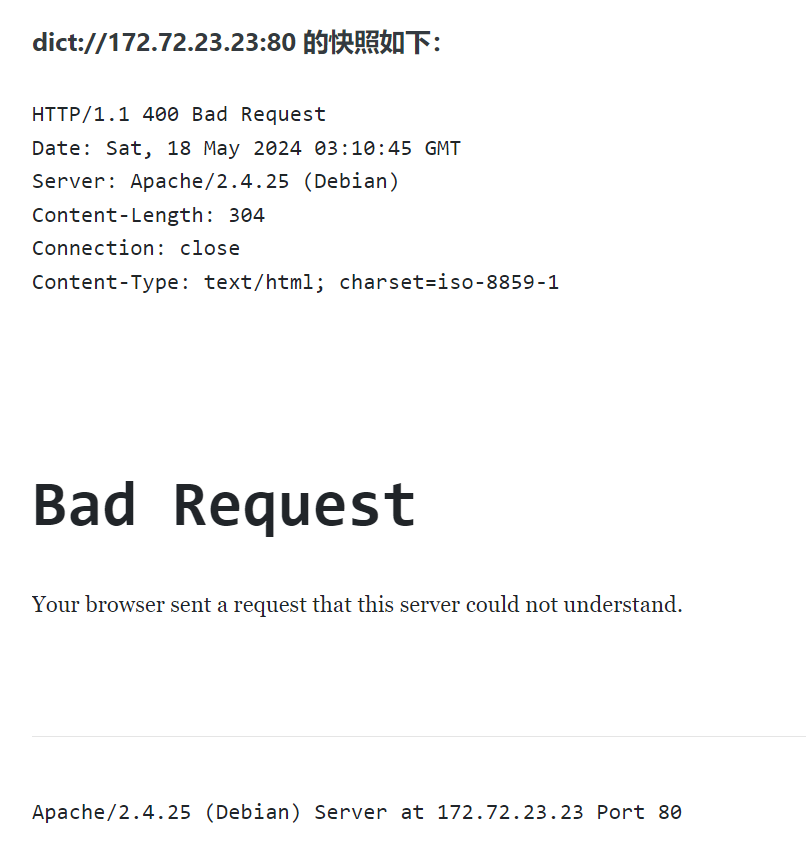 dict://172.72.23.23:80 的快照如下：
HTTP/1.1 400 Bad Request
Date: Sat, 18 May 2024 03:10:45 GMT
Server: Apache/2.4.25 (Debian)
Content-Length: 304
Connection: close
Content-Type: text/html; charset=iso-8859-1
Bad Request
Your browser sent a request that this server could not understand.
Apache/2.4.25 (Debian) Server at 172.72.23.23 Port 80